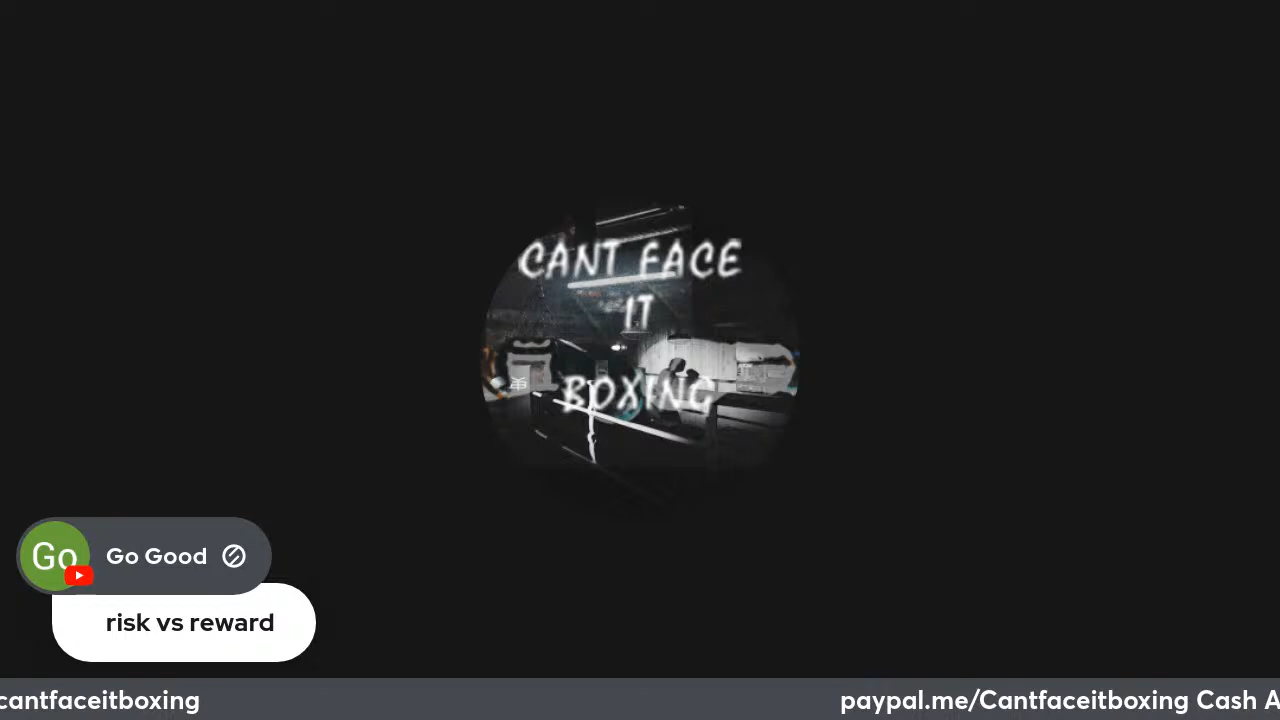 CANT FACE
IT
BOXING
Go
Go Good
risk vs reward
cantfaceitboxing
paypal.me/Cantfaceitboxing Cash A